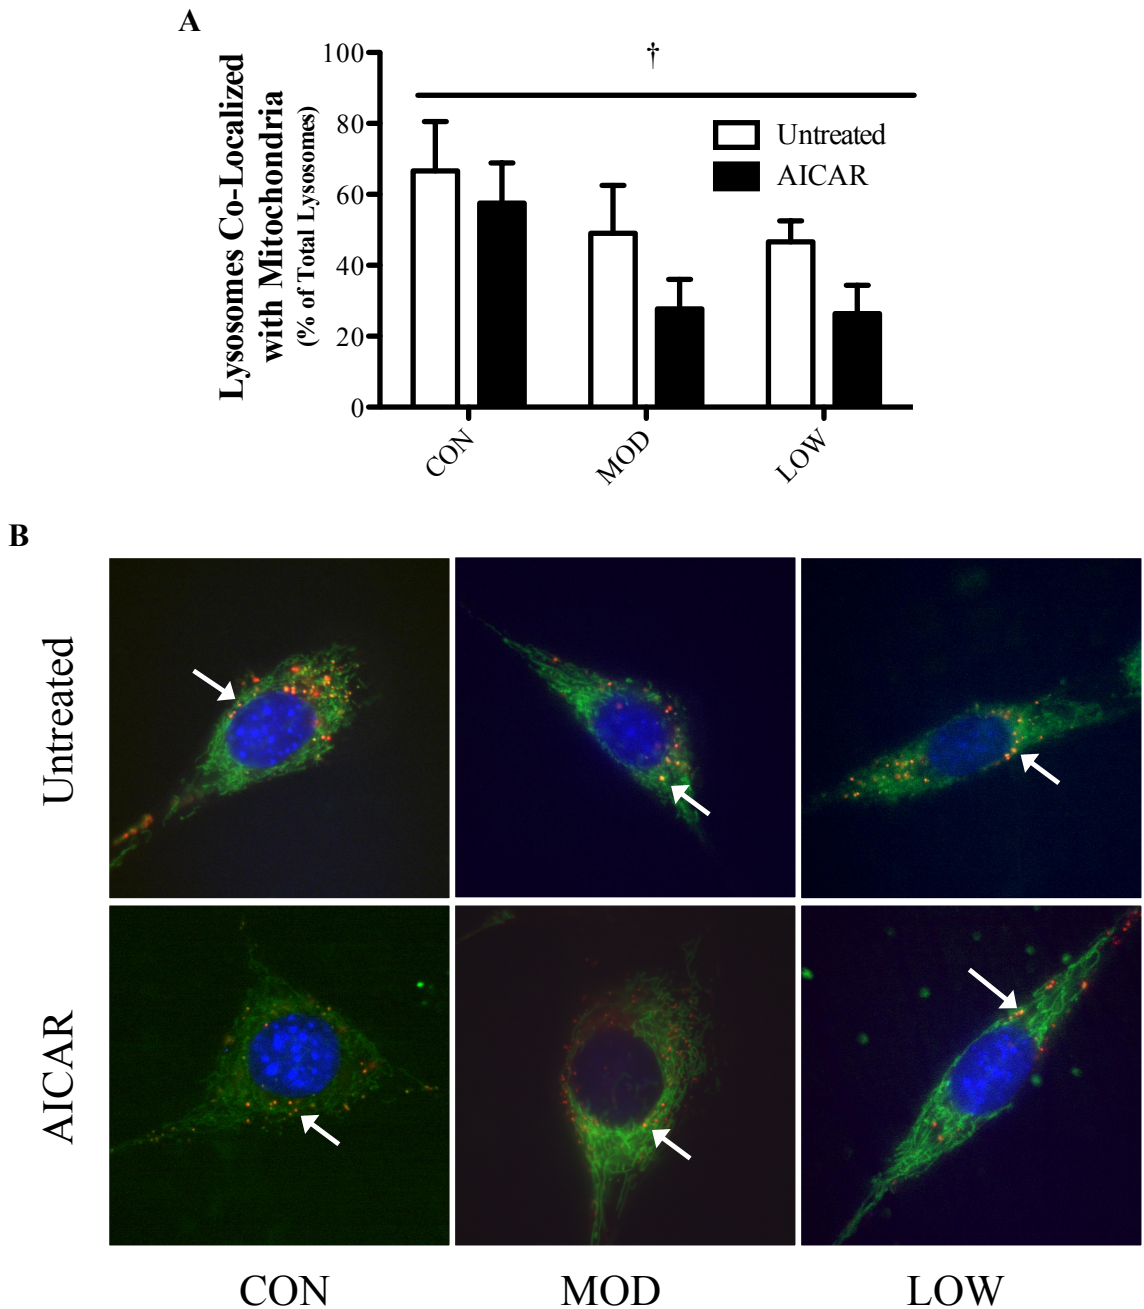 A
Lysosomes Co-Localized
with Mitochondria
(% of Total Lysosomes)
100
80
60
40
20
0
†
Untreated
AICAR
CON
MOD
LOW
B
Untreated
AICAR
CON
MOD
LOW